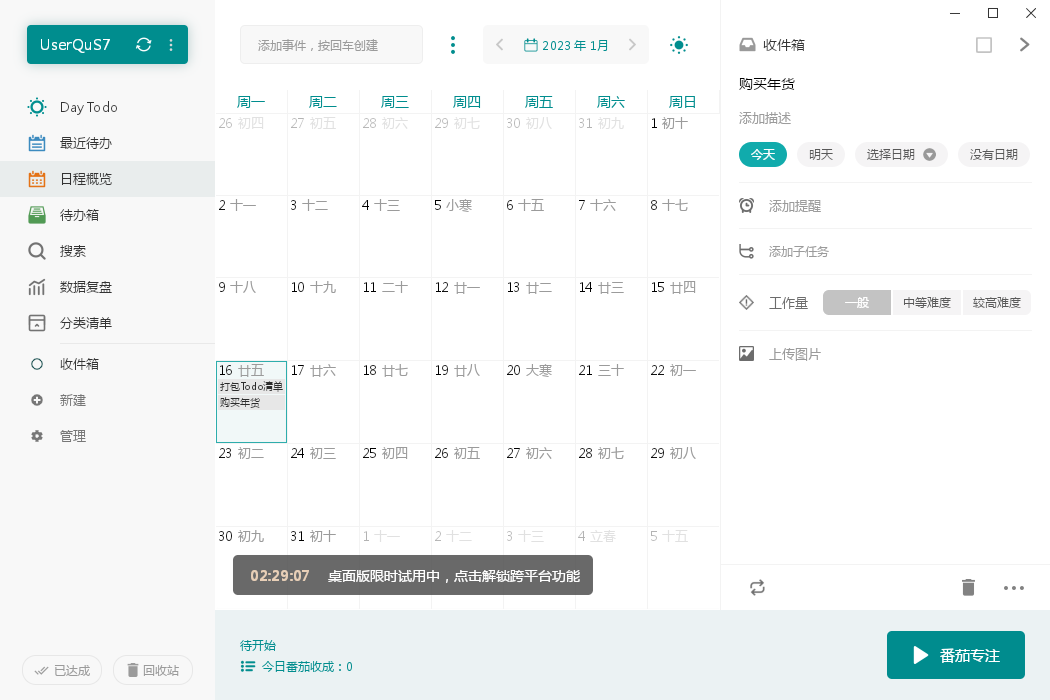 UserQuS7
Day Todo
最近待办
日程概览
待办箱
搜索
数据复盘
分类清单
收件箱
新建
管理
已达成
回收站
添加事件，按回车创建
2023 年 1月
周一 周二 周三 周四 周五 周六 周日
26 初四 27 初五 28 初六 29 初七 30 初八 31 初九 1 初十
2 十一 3 十二 4 十三 5 小寒 6 十五 7 十六 8 十七
9 十八 10 十九 11 二十 12 廿一 13 廿二 14 廿三 15 廿四
16 廿五 17 廿六 18 廿七 19 廿八 20 大寒 21 三十 22 初一
打包Todo清单
购买年货
23 初二 24 初三 25 初四 26 初五 27 初六 28 初七 29 初八
30 初九 31 初十 1 十一 2 十二 3 十三 4 立春 5 十五
02:29:07 桌面版限时试用中，点击解锁跨平台功能
待开始
今日番茄收成：0
番茄专注
收件箱
购买年货
添加描述
今天 明天 选择日期 没有日期
添加提醒
添加子任务
工作量 一般 中等难度 较高难度
上传图片